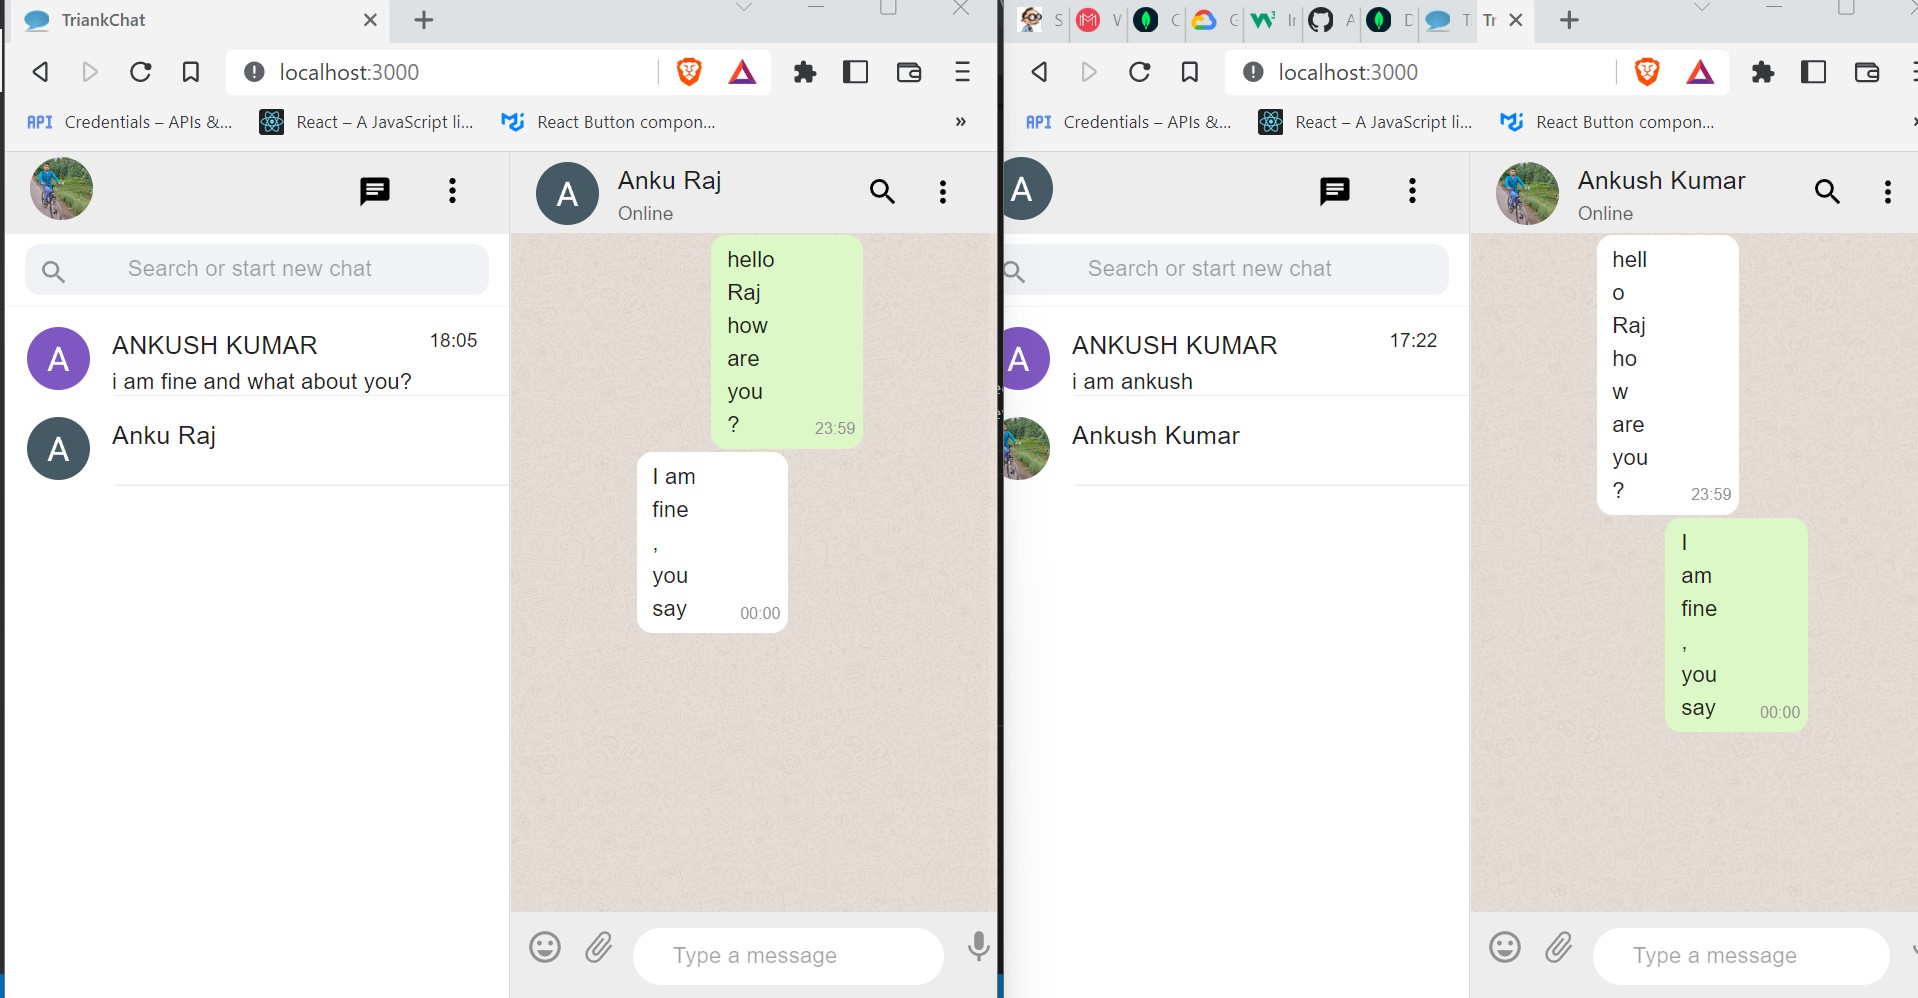 TriankChat
localhost:3000
API Credentials – APIs &...
React – A JavaScript li...
React Button compon...
»
Search or start new chat
A ANKUSH KUMAR 18:05
i am fine and what about you?
A Anku Raj
A Anku Raj
Online
hello
Raj
how
are
you
?
23:59
I am
fine
,
you
say
00:00
Type a message
S
V
C
G
Ir
A
D
T
Tr
localhost:3000
API Credentials – APIs &...
React – A JavaScript li...
React Button compon...
A
Search or start new chat
A ANKUSH KUMAR 17:22
i am ankush
Ankush Kumar
Ankush Kumar
Online
hell
o
Raj
ho
w
are
you
?
23:59
I
am
fine
,
you
say
00:00
Type a message